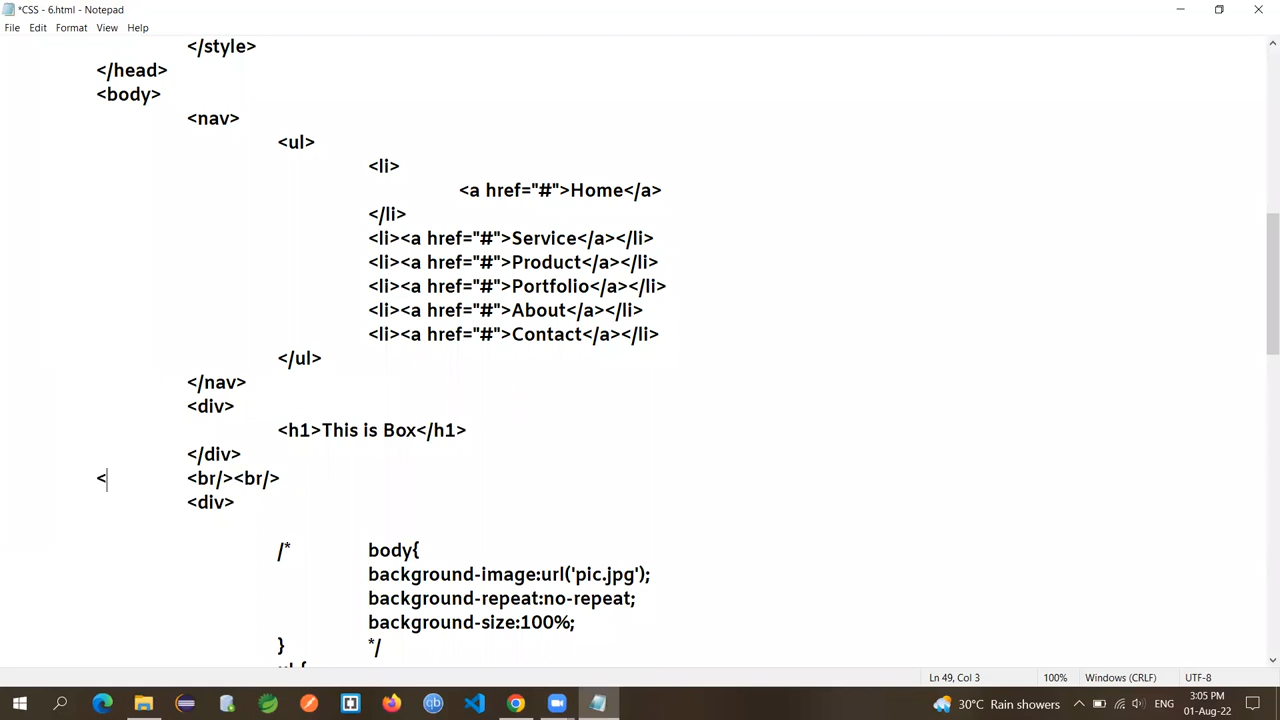 *CSS - 6.html - Notepad
File Edit Format View Help
</style>
</head>
<body>
<nav>
<ul>
<li>
<a href="#">Home</a>
</li>
<li><a href="#">Service</a></li>
<li><a href="#">Product</a></li>
<li><a href="#">Portfolio</a></li>
<li><a href="#">About</a></li>
<li><a href="#">Contact</a></li>
</ul>
</nav>
<div>
<h1>This is Box</h1>
</div>
< <br/><br/>
<div>
/* body{
background-image:url('pic.jpg');
background-repeat:no-repeat;
background-size:100%;
} */
ul {
Ln 49, Col 3 100% Windows (CRLF) UTF-8
qb 30°C Rain showers ENG 3:05 PM
01-Aug-22